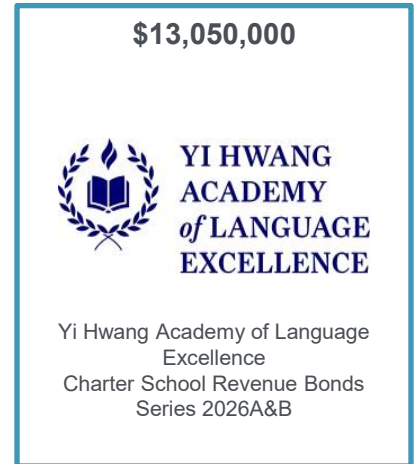 $13,050,000
YI HWANG
ACADEMY
of LANGUAGE
EXCELLENCE
Yi Hwang Academy of Language
Excellence
Charter School Revenue Bonds
Series 2026A&B